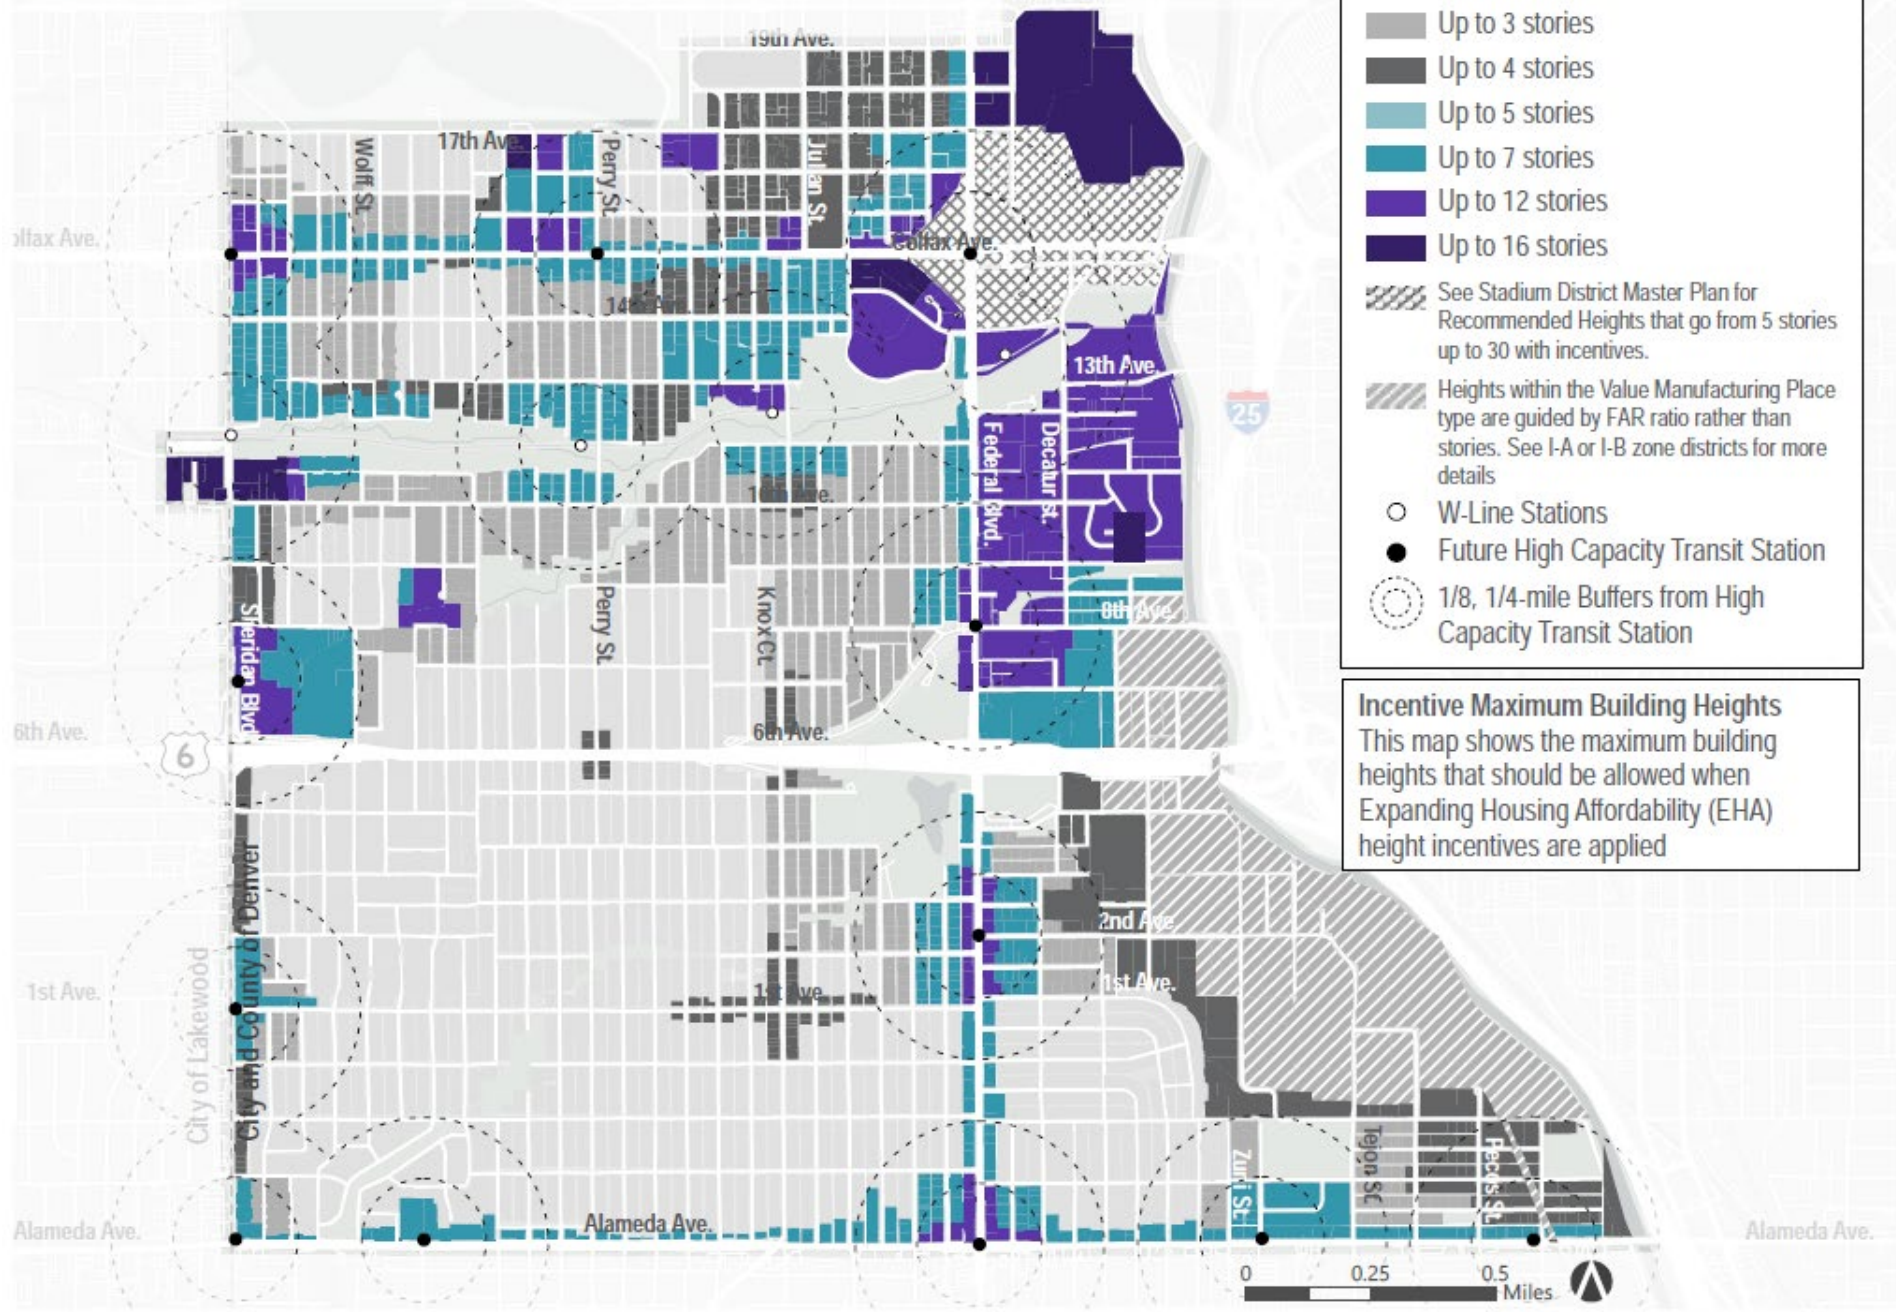 19th Ave.
17th Ave.
Wolff St.
Perry St.
Julian St.
Colfax Ave.
14th Ave.
13th Ave.
Federal Blvd.
Decatur St.
25
10th Ave.
8th Ave.
Sheridan Blvd
Perry St.
Knox Ct.
6th Ave.
6th Ave.
6
City of Lakewood
City and County of Denver
2nd Ave
1st Ave.
1st Ave.
1st Ave.
Zuni St.
Tejon St.
Pecos St.
Alameda Ave.
Alameda Ave.
Alameda Ave.
0 0.25 0.5
Miles
Up to 3 stories
Up to 4 stories
Up to 5 stories
Up to 7 stories
Up to 12 stories
Up to 16 stories
See Stadium District Master Plan for
Recommended Heights that go from 5 stories
up to 30 with incentives.
Heights within the Value Manufacturing Place
type are guided by FAR ratio rather than
stories. See I-A or I-B zone districts for more
details
W-Line Stations
Future High Capacity Transit Station
1/8, 1/4-mile Buffers from High
Capacity Transit Station
Incentive Maximum Building Heights
This map shows the maximum building
heights that should be allowed when
Expanding Housing Affordability (EHA)
height incentives are applied